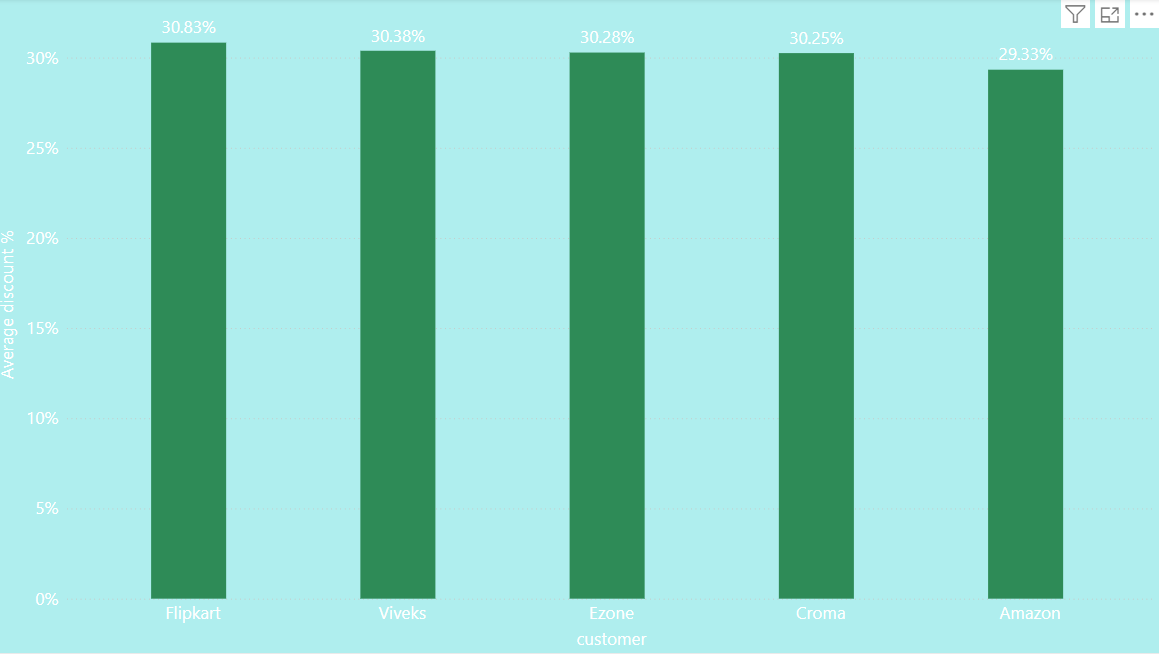 30.83%
30.38%
30.28%
30.25%
29.33%
30%
25%
20%
15%
10%
5%
0%
Average discount %
Flipkart
Viveks
Ezone
Croma
Amazon
customer